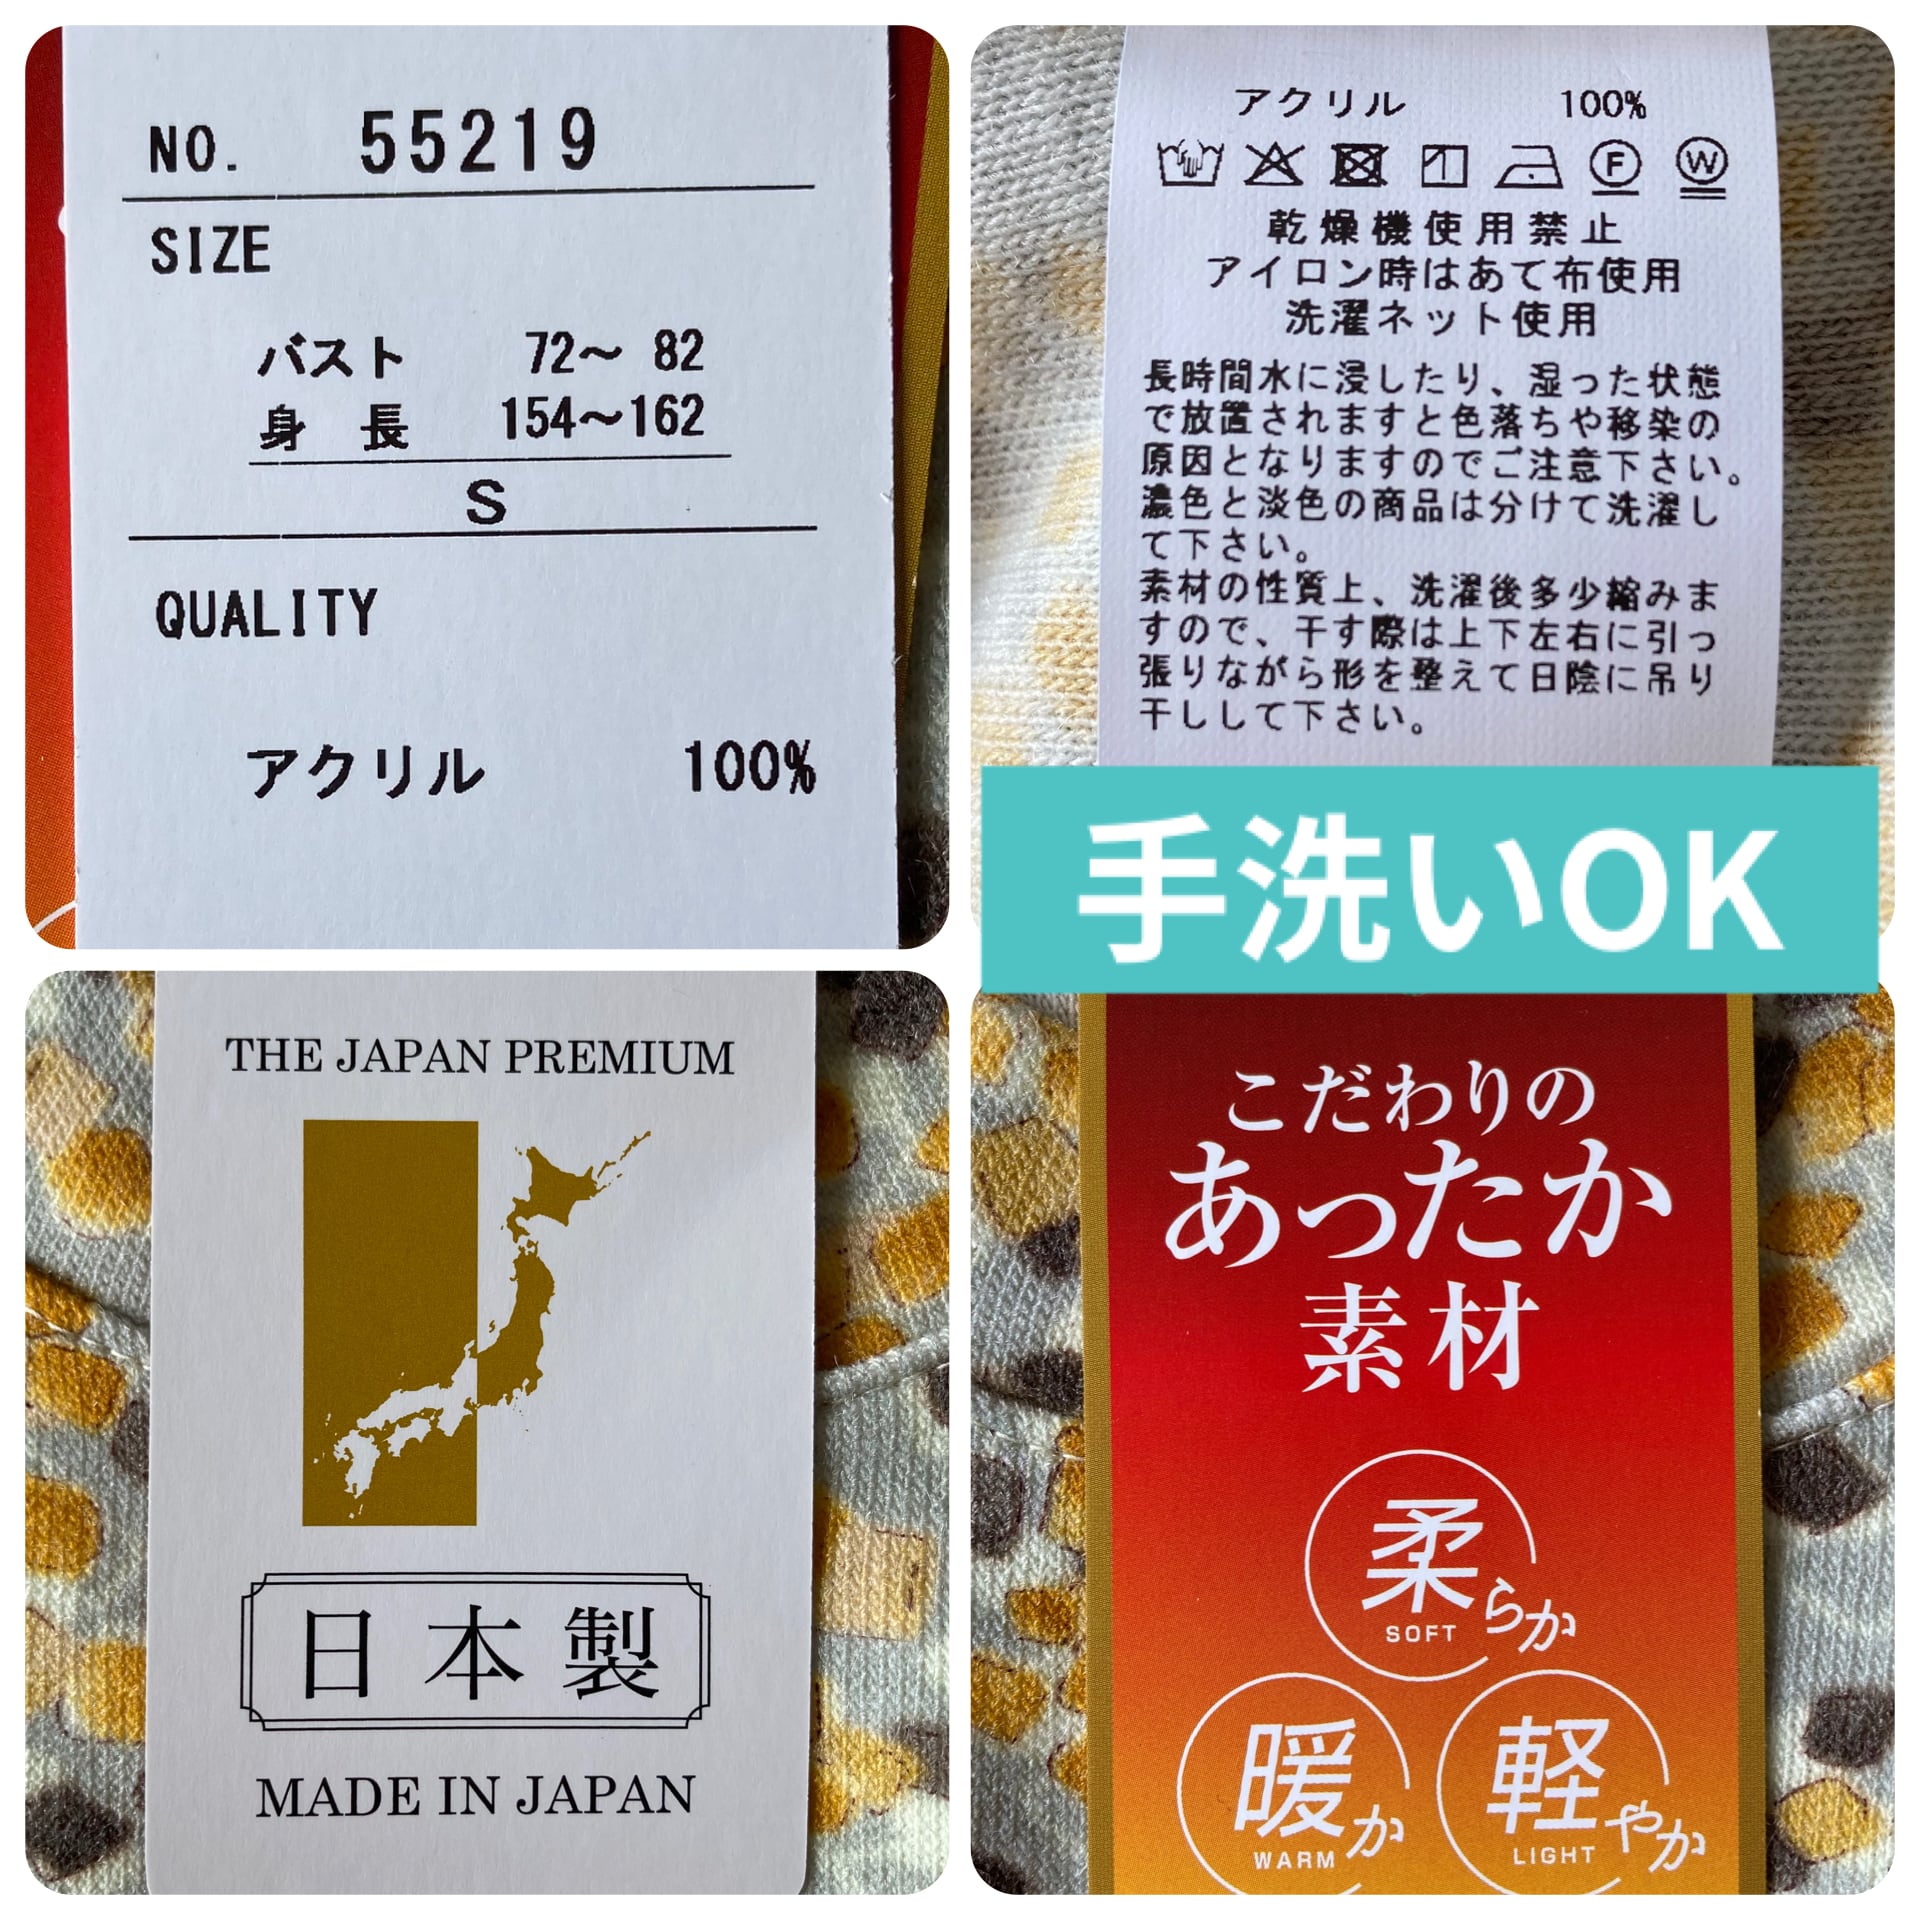 NO. 55219
SIZE
バスト 72〜 82
身 長 154〜162
S
QUALITY
アクリル 100%
アクリル 100%
F W
乾燥機使用禁止
アイロン時はあて布使用
洗濯ネット使用
長時間水に浸したり、湿った状態
で放置されますと色落ちや移染の
原因となりますのでご注意下さい。
濃色と淡色の商品は分けて洗濯し
て下さい。
素材の性質上、洗濯後多少縮みま
すので、干す際は上下左右に引っ
張りながら形を整えて日陰に吊り
干しして下さい。
手洗いOK
THE JAPAN PREMIUM
日本製
MADE IN JAPAN
こだわりの
あったか
素材
柔らか
SOFT
暖か
WARM
軽やか
LIGHT